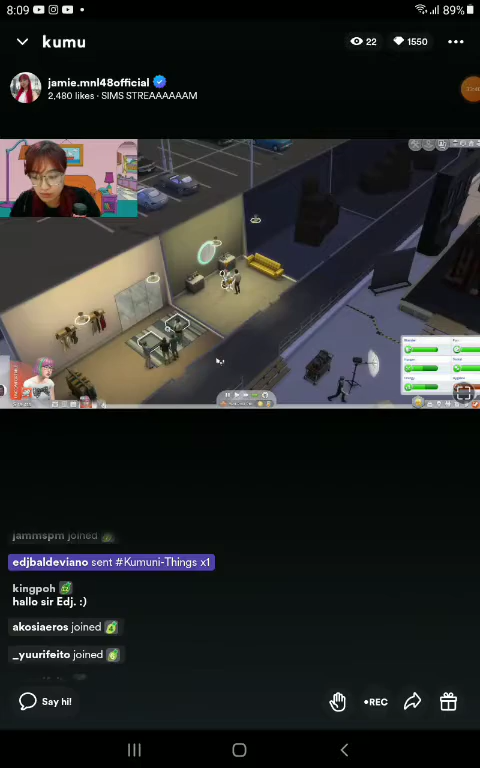 8:09
89%
kumu
22
1550
jamie.mnl48official
2,480 likes · SIMS STREAAAAAAM
jammspm joined
edjbaldeviano sent #Kumuni-Things x1
kingpoh
hallo sir Edj. :)
akosiaeros joined
_yuurifeito joined
Say hi!
•REC